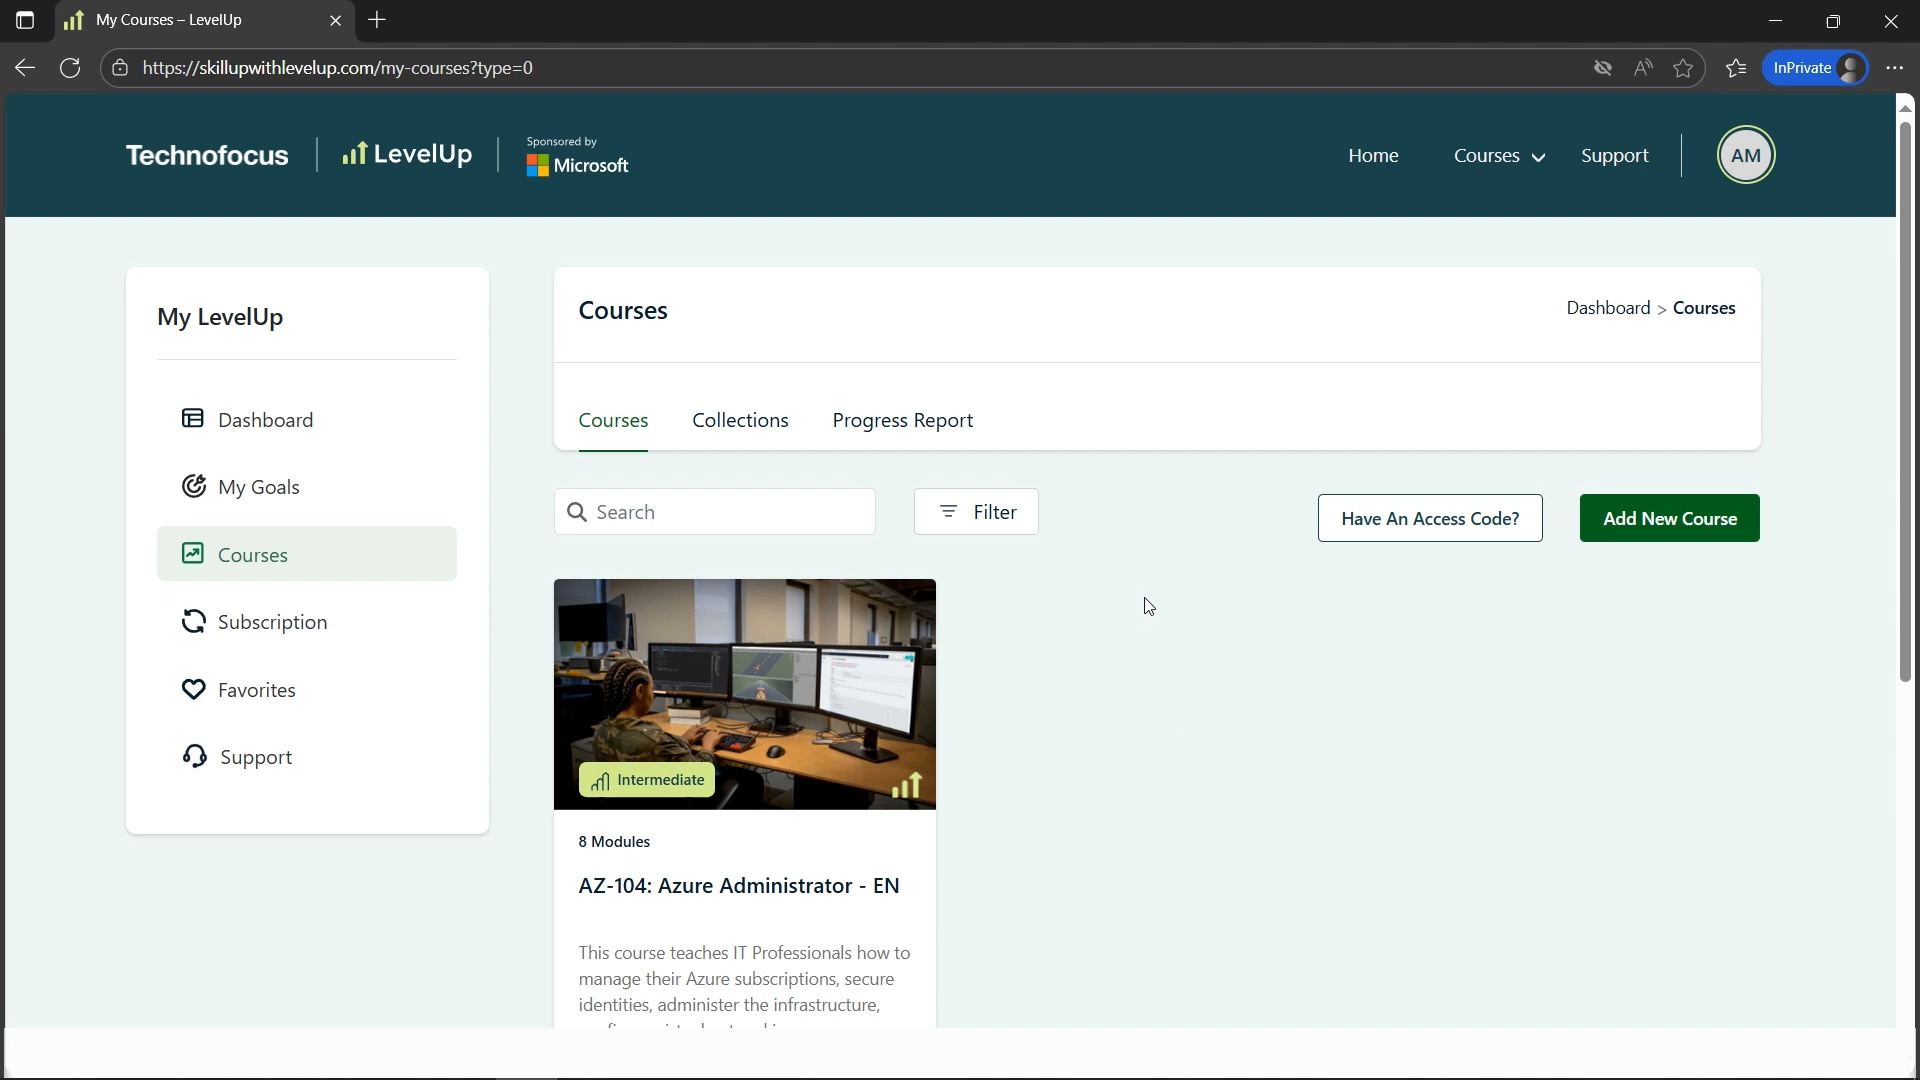 My Courses – LevelUp
https://skillupwithlevelup.com/my-courses?type=0
InPrivate
Technofocus
LevelUp
Sponsored by
Microsoft
Home
Courses
Support
AM
My LevelUp
Dashboard
My Goals
Courses
Subscription
Favorites
Support
Courses
Dashboard > Courses
Courses
Collections
Progress Report
Search
Filter
Have An Access Code?
Add New Course
Intermediate
8 Modules
AZ-104: Azure Administrator - EN
This course teaches IT Professionals how to
manage their Azure subscriptions, secure
identities, administer the infrastructure,